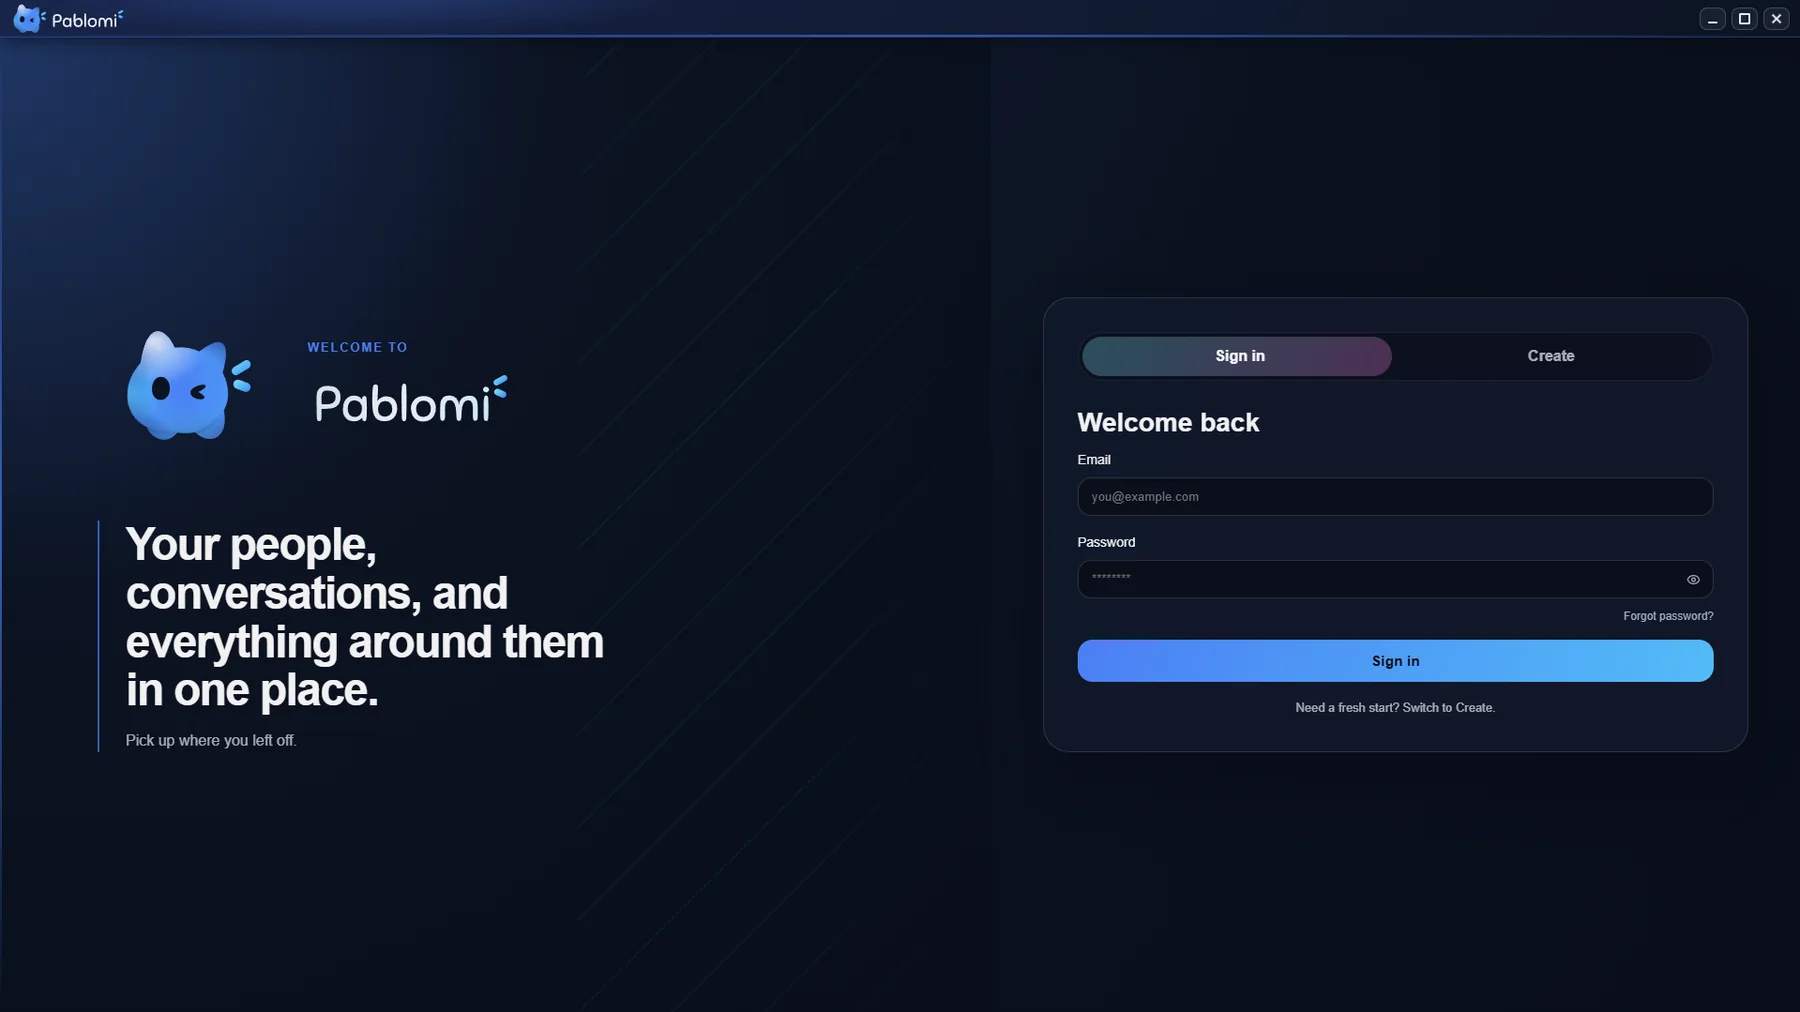 Pablomi
WELCOME TO
Pablomi
Your people,
conversations, and
everything around them
in one place.
Pick up where you left off.
Sign in
Create
Welcome back
Email
you@example.com
Password
********
Forgot password?
Sign in
Need a fresh start? Switch to Create.